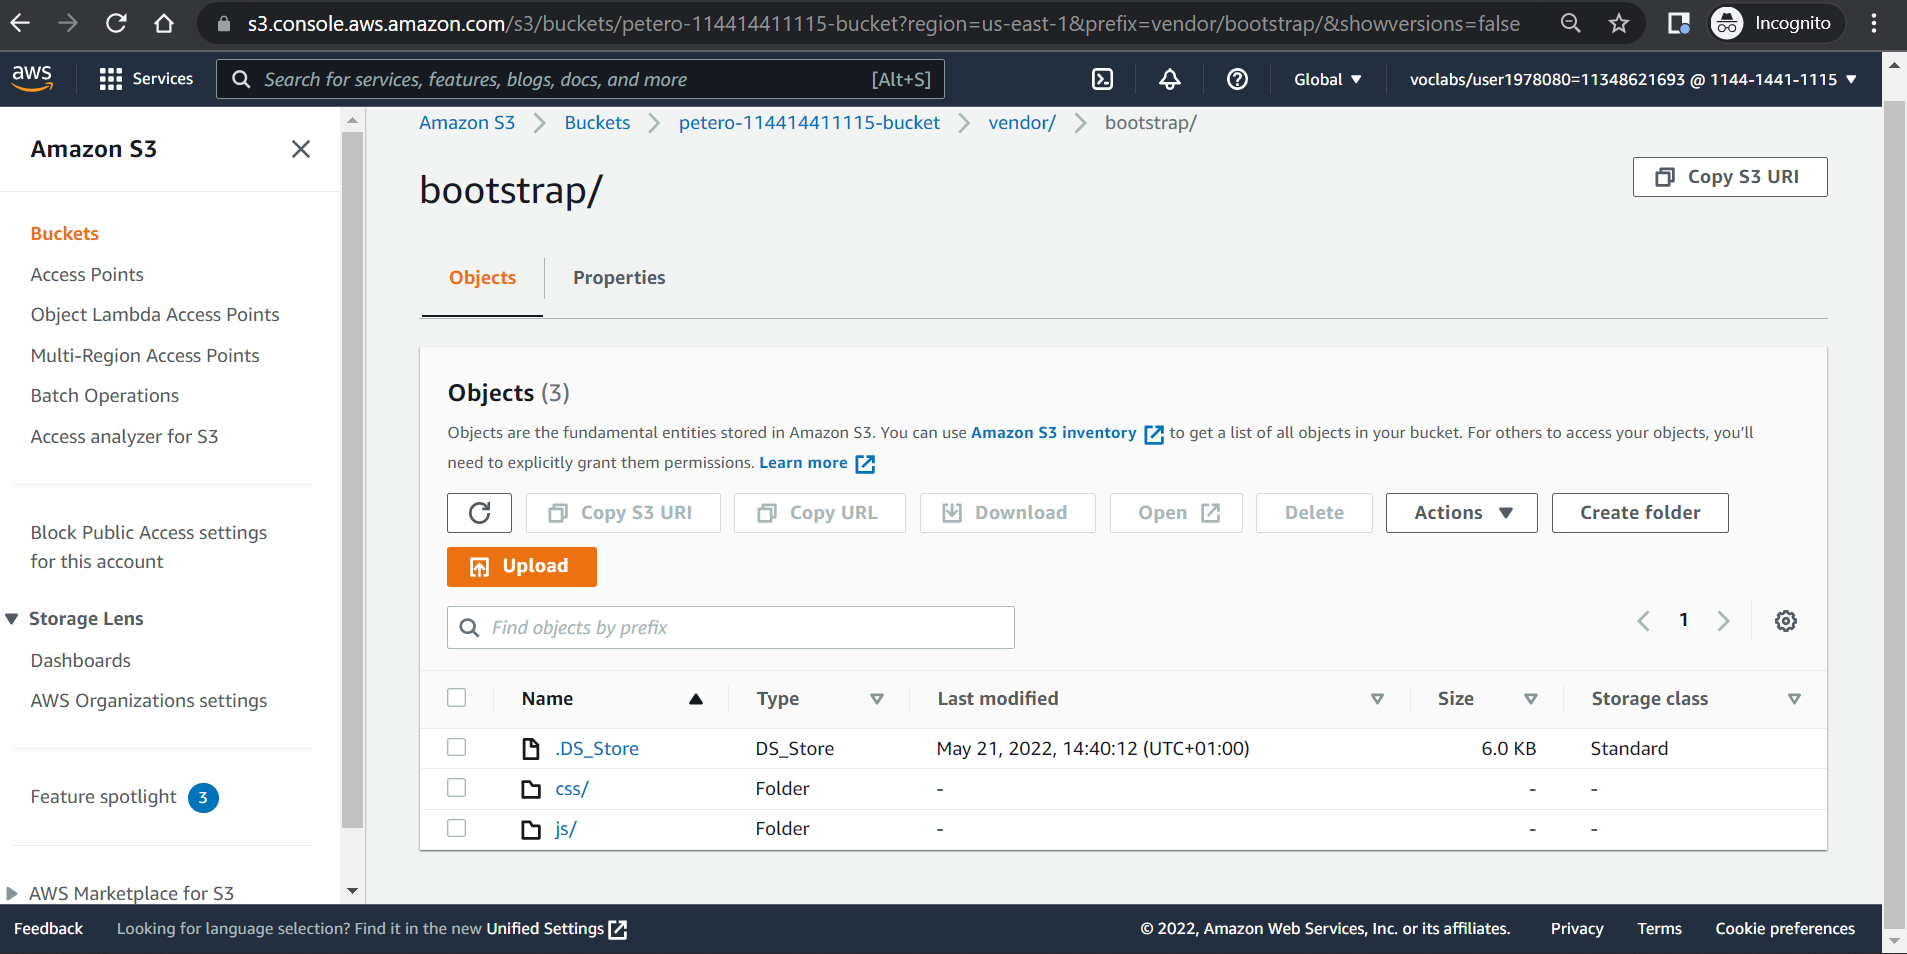 s3.console.aws.amazon.com/s3/buckets/petero-114414411115-bucket?region=us-east-1&prefix=vendor/bootstrap/&showversions=false
Incognito
aws
Services
Search for services, features, blogs, docs, and more
[Alt+S]
Global
voclabs/user1978080=11348621693 @ 1144-1441-1115
Amazon S3
Buckets
Access Points
Object Lambda Access Points
Multi-Region Access Points
Batch Operations
Access analyzer for S3
Block Public Access settings
for this account
Storage Lens
Dashboards
AWS Organizations settings
Feature spotlight 3
AWS Marketplace for S3
Amazon S3 Buckets petero-114414411115-bucket vendor/ bootstrap/
bootstrap/
Copy S3 URI
Objects Properties
Objects (3)
Objects are the fundamental entities stored in Amazon S3. You can use Amazon S3 inventory to get a list of all objects in your bucket. For others to access your objects, you'll
need to explicitly grant them permissions. Learn more
Copy S3 URI Copy URL Download Open Delete Actions Create folder
Upload
Find objects by prefix
1
Name Type Last modified Size Storage class
.DS_Store DS_Store May 21, 2022, 14:40:12 (UTC+01:00) 6.0 KB Standard
css/ Folder - - -
js/ Folder - - -
Feedback Looking for language selection? Find it in the new Unified Settings © 2022, Amazon Web Services, Inc. or its affiliates. Privacy Terms Cookie preferences